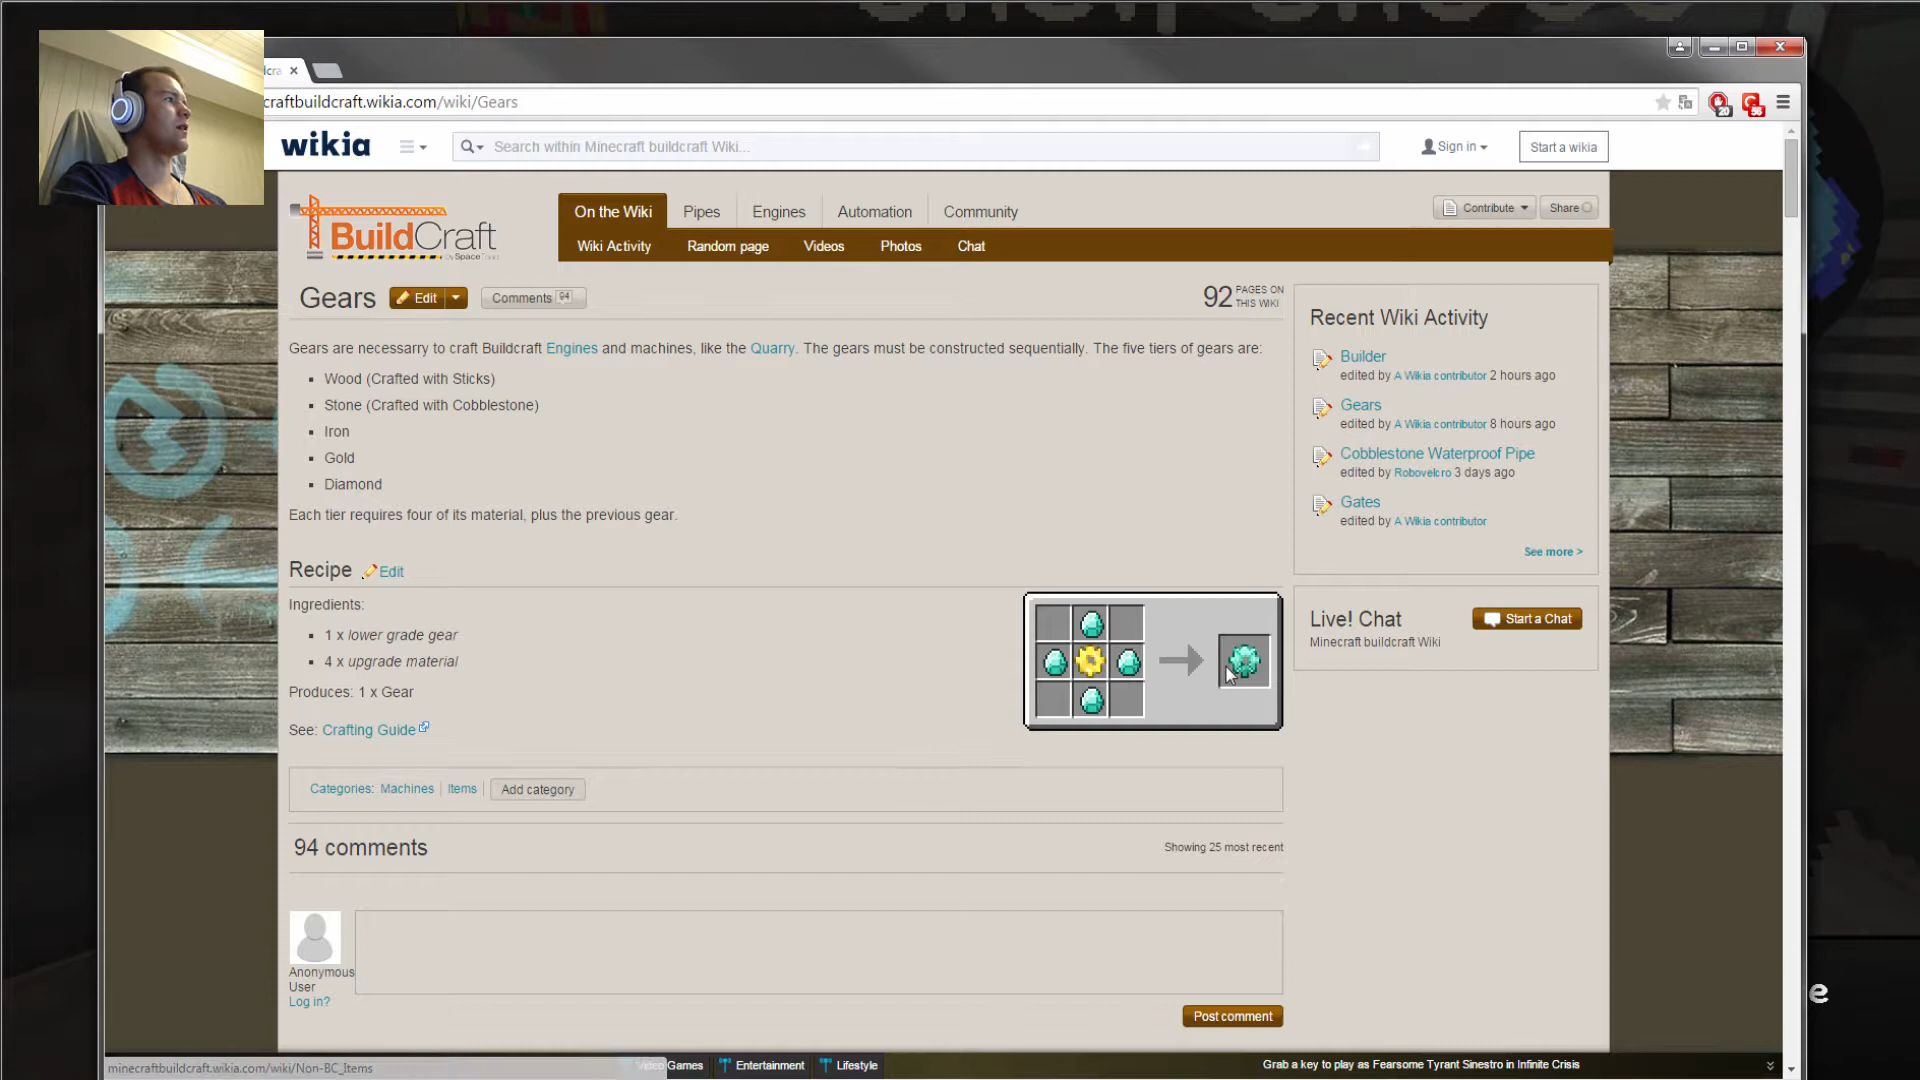 craftbuildcraft.wikia.com/wiki/Gears
wikia
Search within Minecraft buildcraft Wiki...
Sign in
Start a wikia
BuildCraft
On the Wiki Pipes Engines Automation Community
Contribute
Share
Wiki Activity Random page Videos Photos Chat
Gears
Edit
Comments 94
92 PAGES ON THIS WIKI
Gears are necessarry to craft Buildcraft Engines and machines, like the Quarry. The gears must be constructed sequentially. The five tiers of gears are:
Wood (Crafted with Sticks)
Stone (Crafted with Cobblestone)
Iron
Gold
Diamond
Each tier requires four of its material, plus the previous gear.
Recipe Edit
Ingredients:
1 x lower grade gear
4 x upgrade material
Produces: 1 x Gear
See: Crafting Guide
Categories: Machines Items Add category
94 comments
Showing 25 most recent
Anonymous
User
Log in?
Post comment
Recent Wiki Activity
Builder
edited by A Wikia contributor 2 hours ago
Gears
edited by A Wikia contributor 8 hours ago
Cobblestone Waterproof Pipe
edited by Robovelcro 3 days ago
Gates
edited by A Wikia contributor
See more >
Live! Chat
Start a Chat
Minecraft buildcraft Wiki
minecraftbuildcraft.wikia.com/wiki/Non-BC_Items
Video Games
Entertainment
Lifestyle
Grab a key to play as Fearsome Tyrant Sinestro in Infinite Crisis
e